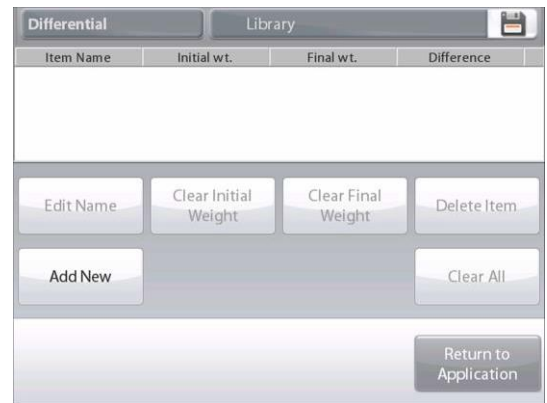 Differential Library
Item Name Initial wt. Final wt. Difference
Edit Name Clear Initial Weight Clear Final Weight Delete Item
Add New Clear All
Return to Application